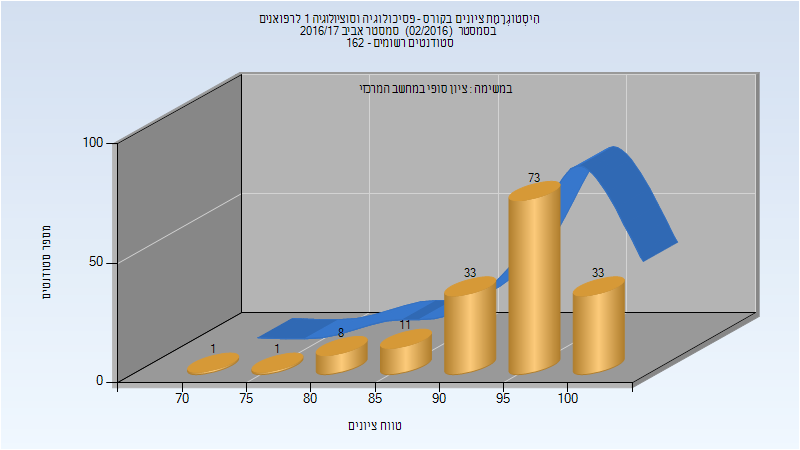 הִיסְטוֹגְרָמַת ציונים בקורס - פסיכולוגיה וסוציולוגיה 1 לרפואנים
בסמסטר (02/2016) סמסטר אביב 2016/17
סטודנטים רשומים - 162
במשימה : ציון סופי במחשב המרכזי
מספר סטודנטים
100
50
0
1
1
8
11
33
73
33
70
75
80
85
90
95
100
טווח ציונים